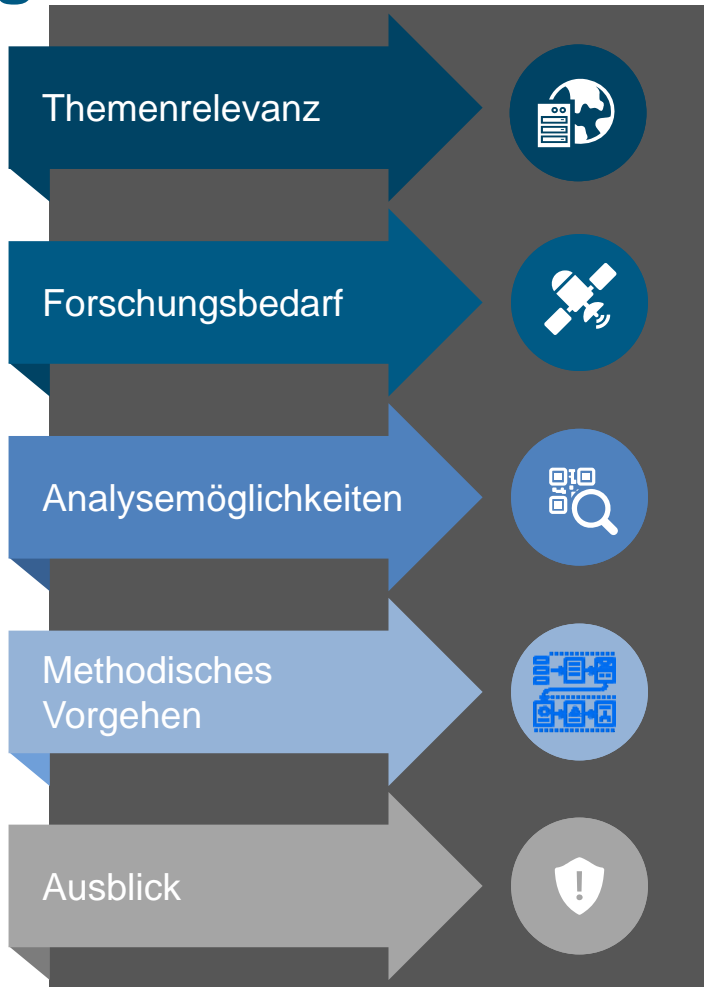 Themenrelevanz
Forschungsbedarf
Analysemöglichkeiten
Methodisches
Vorgehen
Ausblick